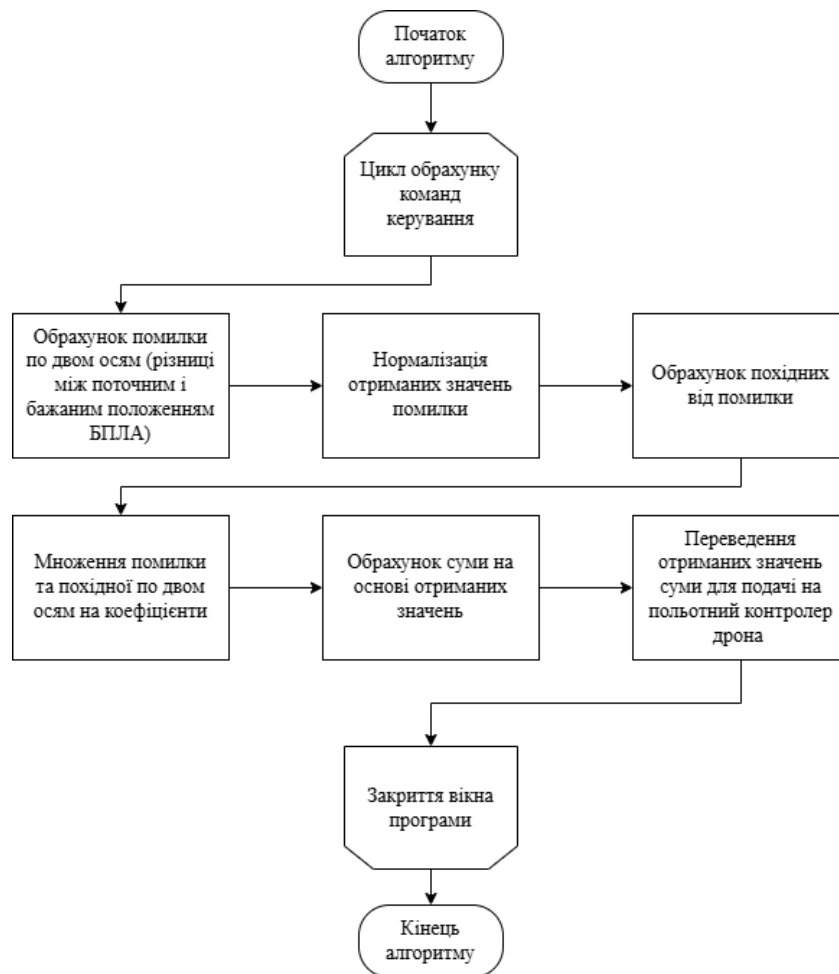 Початок
алгоритму
Цикл обрахунку
команд
керування
Обрахунок помилки
по двом осям (різниці
між поточним і
бажаним положенням
БПЛА)
Нормалізація
отриманих значень
помилки
Обрахунок похідних
від помилки
Множення помилки
та похідної по двом
осям на коефіцієнти
Обрахунок суми на
основі отриманих
значень
Переведення
отриманих значень
суми для подачі на
польотний контролер
дрона
Закриття вікна
програми
Кінець
алгоритму